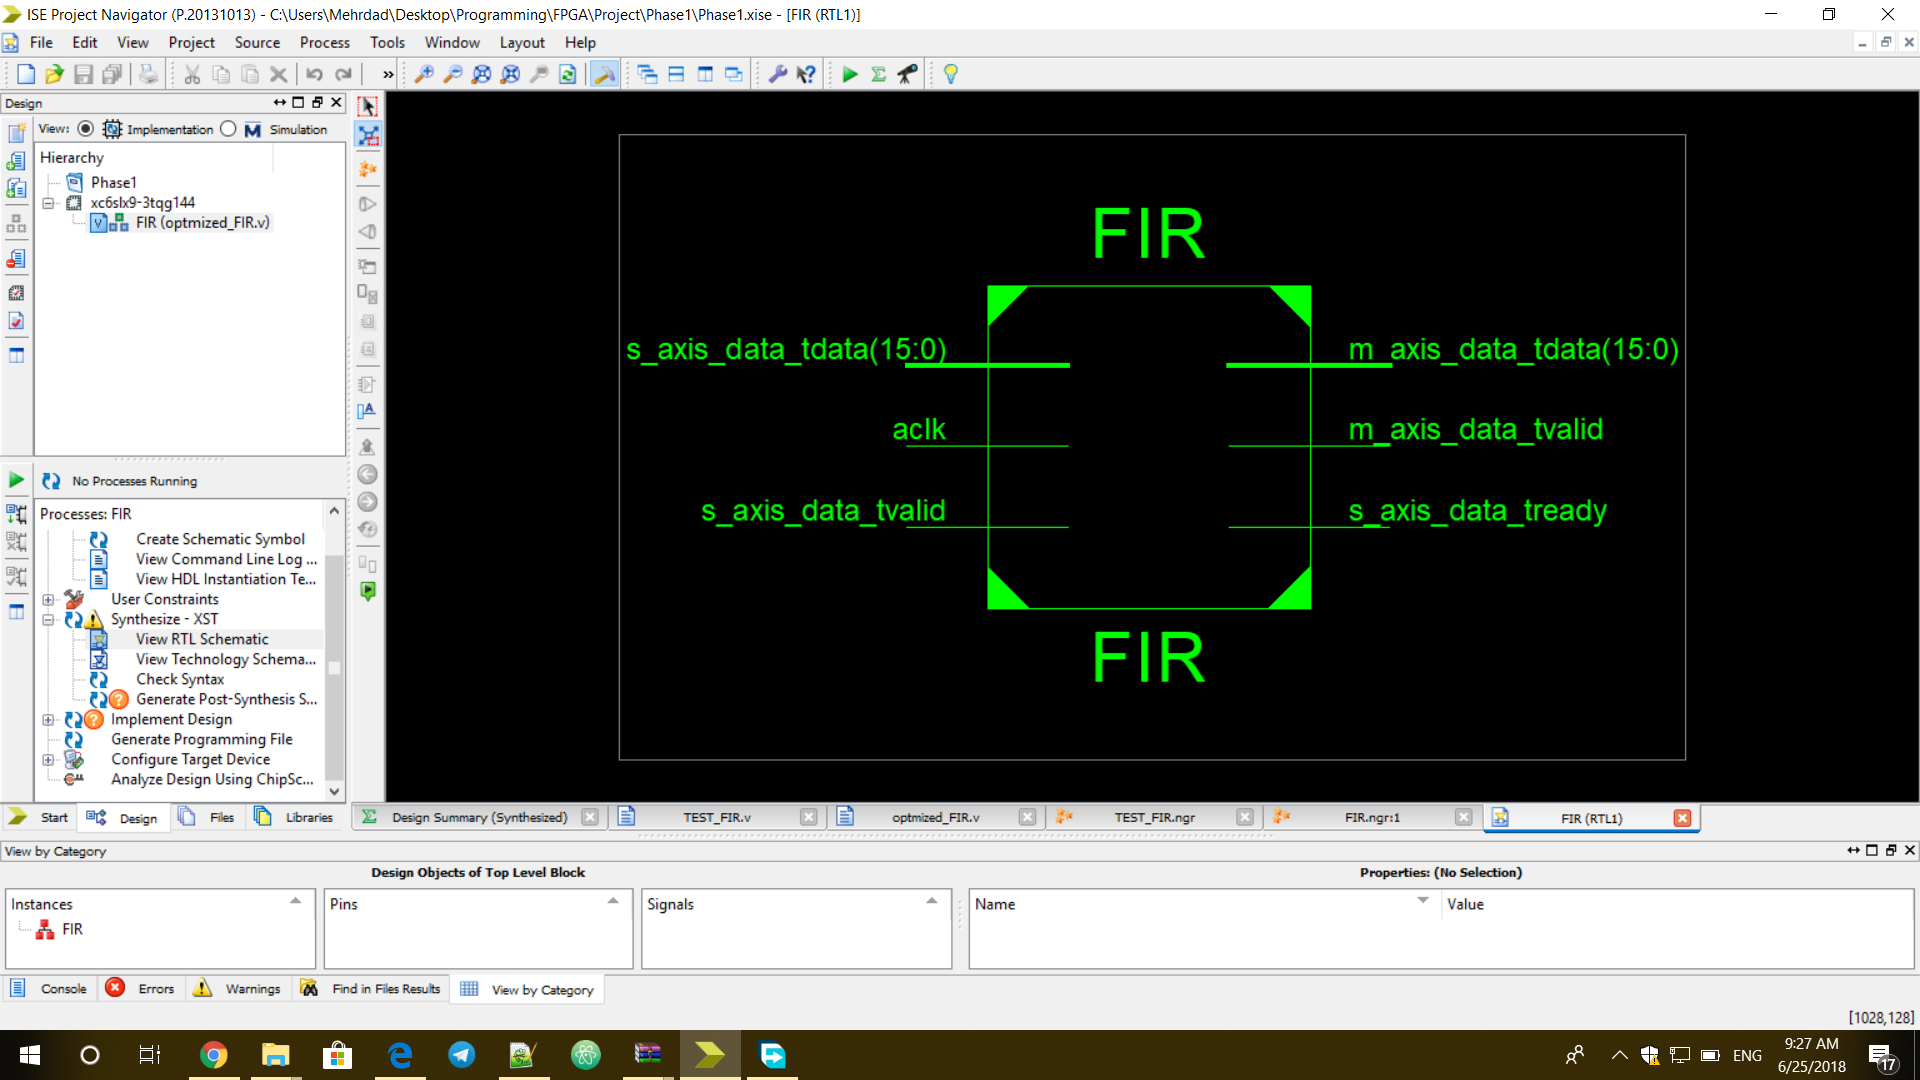 ISE Project Navigator (P.20131013) - C:\Users\Mehrdad\Desktop\Programming\FPGA\Project\Phase1\Phase1.xise - [FIR (RTL1)]
File Edit View Project Source Process Tools Window Layout Help
Design
View: Implementation Simulation
Hierarchy
Phase1
xc6slx9-3tqg144
FIR (optmized_FIR.v)
No Processes Running
Processes: FIR
Create Schematic Symbol
View Command Line Log ...
View HDL Instantiation Te...
User Constraints
Synthesize - XST
View RTL Schematic
View Technology Schema...
Check Syntax
Generate Post-Synthesis S...
Implement Design
Generate Programming File
Configure Target Device
Analyze Design Using ChipSc...
Start Design Files Libraries
FIR
s_axis_data_tdata(15:0)
m_axis_data_tdata(15:0)
aclk
m_axis_data_tvalid
s_axis_data_tvalid
s_axis_data_tready
FIR
Design Summary (Synthesized) TEST_FIR.v optmized_FIR.v TEST_FIR.ngr FIR.ngr:1 FIR (RTL1)
View by Category
Design Objects of Top Level Block
Properties: (No Selection)
Instances Pins Signals Name Value
FIR
Console Errors Warnings Find in Files Results View by Category
[1028,128]
ENG
9:27 AM
6/25/2018
17